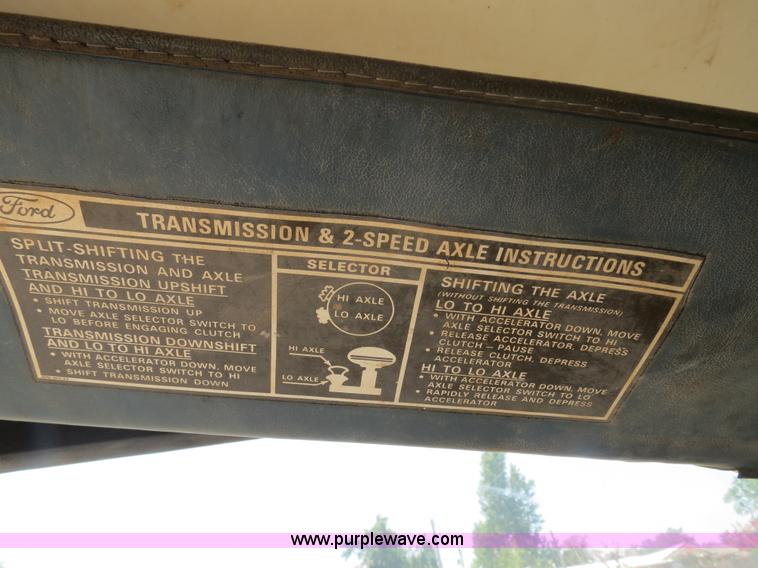 Ford
TRANSMISSION & 2-SPEED AXLE INSTRUCTIONS
SPLIT-SHIFTING THE
TRANSMISSION AND AXLE
TRANSMISSION UPSHIFT
AND HI TO LO AXLE
• SHIFT TRANSMISSION UP
• MOVE AXLE SELECTOR SWITCH TO
LO BEFORE ENGAGING CLUTCH
TRANSMISSION DOWNSHIFT
AND LO TO HI AXLE
• WITH ACCELERATOR DOWN, MOVE
AXLE SELECTOR SWITCH TO HI
• SHIFT TRANSMISSION DOWN
SELECTOR
HI AXLE
LO AXLE
HI AXLE
LO AXLE
SHIFTING THE AXLE
(WITHOUT SHIFTING THE TRANSMISSION)
LO TO HI AXLE
• WITH ACCELERATOR DOWN, MOVE
AXLE SELECTOR SWITCH TO HI
• RELEASE ACCELERATOR, DEPRESS
CLUTCH - PAUSE
• RELEASE CLUTCH, DEPRESS
ACCELERATOR
HI TO LO AXLE
• WITH ACCELERATOR DOWN, MOVE
AXLE SELECTOR SWITCH TO LO
• RAPIDLY RELEASE AND DEPRESS
ACCELERATOR
www.purplewave.com